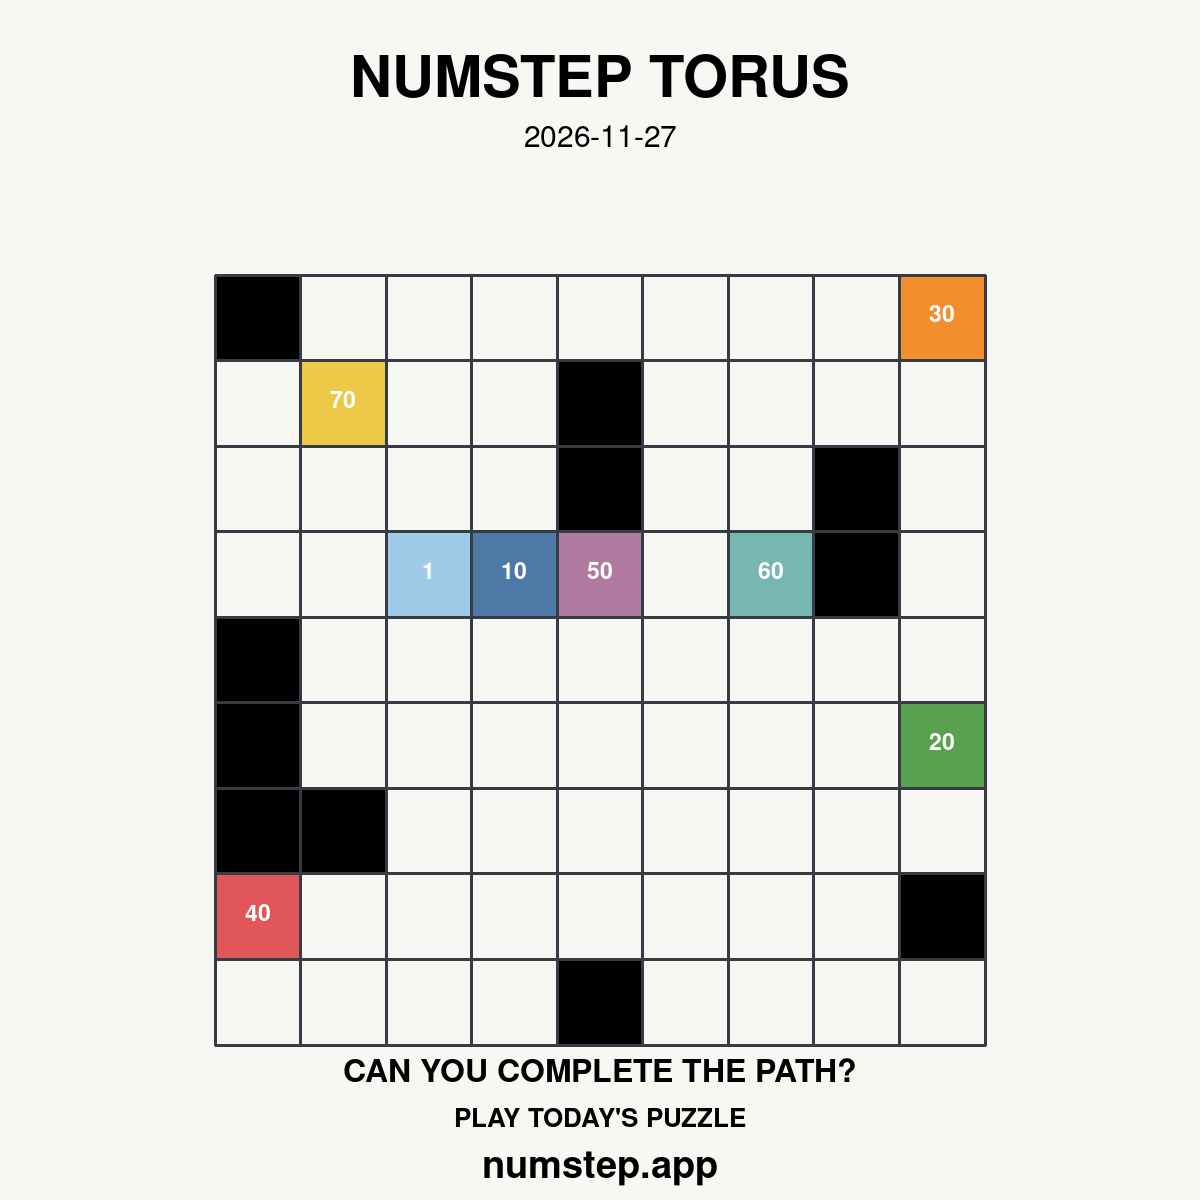 NUMSTEP TORUS
2026-11-27
30
70
1 10 50 60
20
40
CAN YOU COMPLETE THE PATH?
PLAY TODAY'S PUZZLE
numstep.app